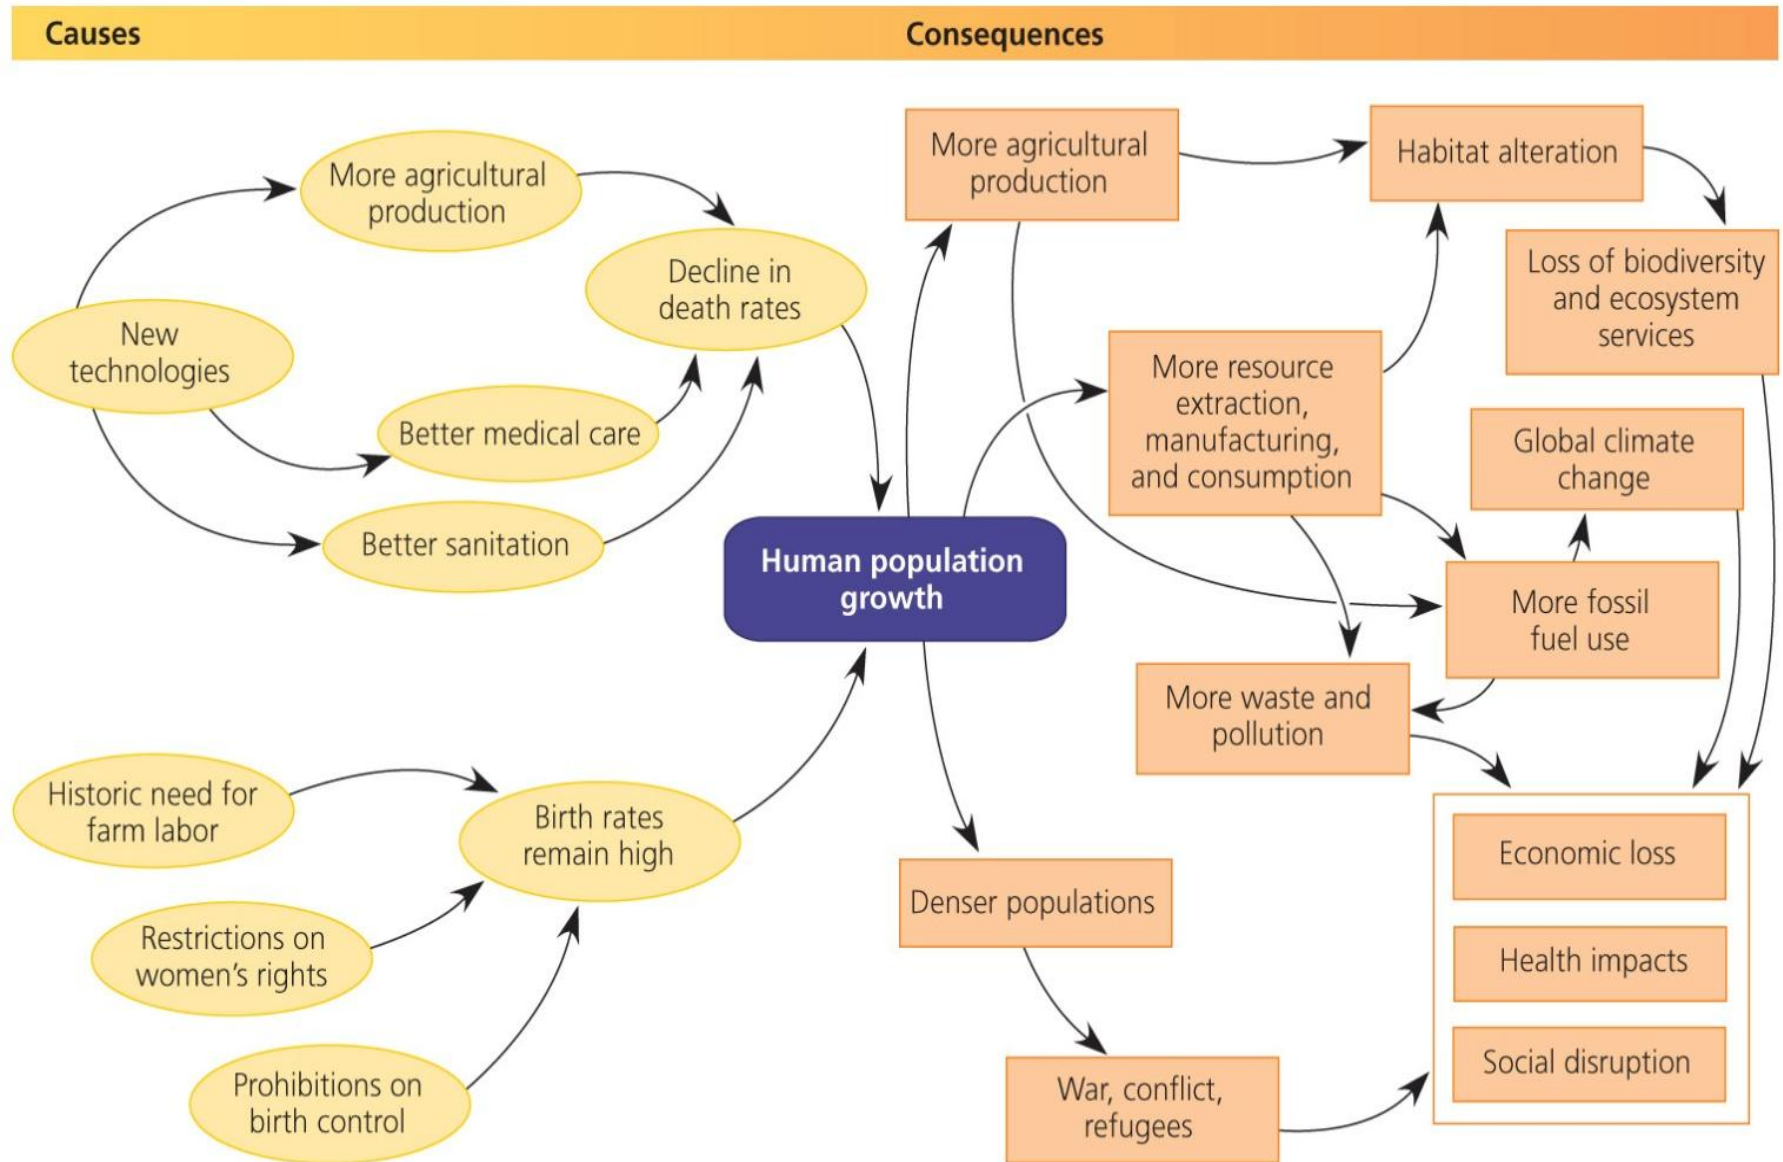 Causes
Consequences
More agricultural
production
Decline in
death rates
New
technologies
Better medical care
Better sanitation
Human population
growth
Historic need for
farm labor
Birth rates
remain high
Restrictions on
women's rights
Prohibitions on
birth control
More agricultural
production
Habitat alteration
Loss of biodiversity
and ecosystem
services
More resource
extraction,
manufacturing,
and consumption
Global climate
change
More fossil
fuel use
More waste and
pollution
Denser populations
War, conflict,
refugees
Economic loss
Health impacts
Social disruption